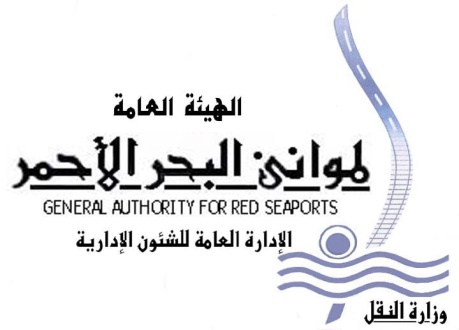 الهيئة العامة
لموانئ البحر الأحمر
GENERAL AUTHORITY FOR RED SEAPORTS
الإدارة العامة للشئون الإدارية
وزارة النقل